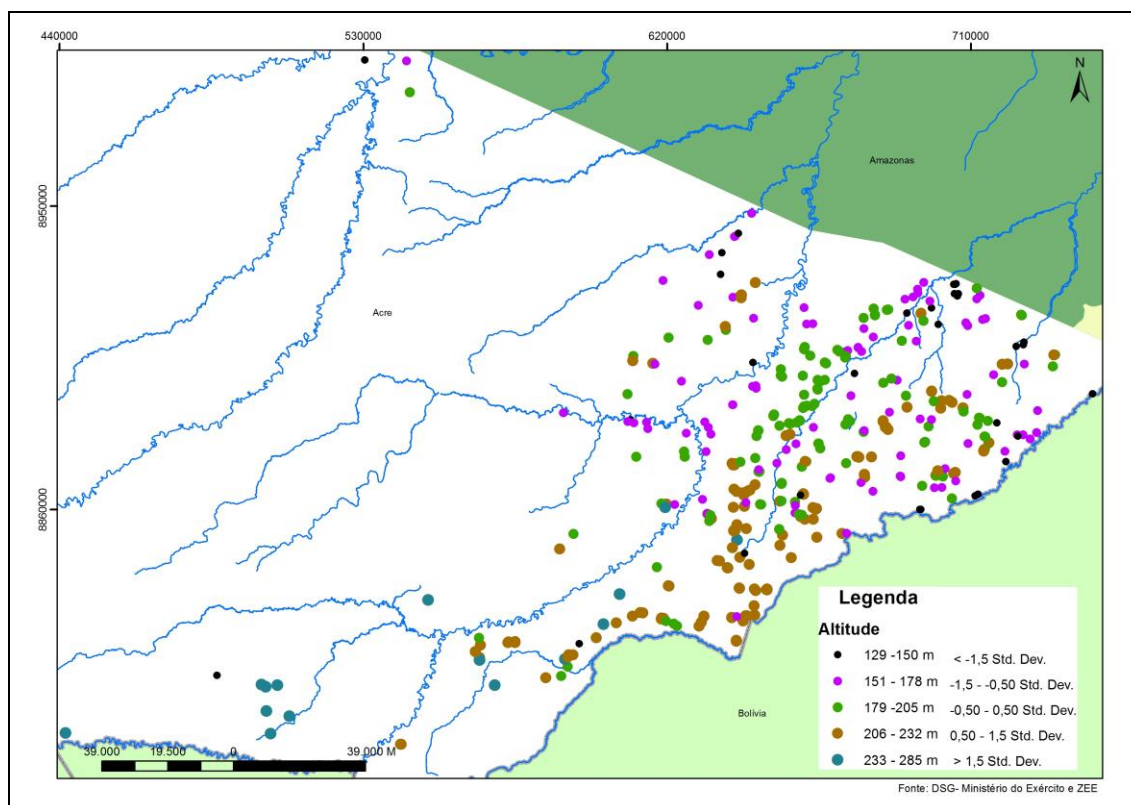 440000 530000 620000 710000
N
Amazonas
8950000
Acre
8860000
Legenda
Altitude
129 -150 m < -1,5 Std. Dev.
151 - 178 m -1,5 - -0,50 Std. Dev.
179 -205 m -0,50 - 0,50 Std. Dev.
206 - 232 m 0,50 - 1,5 Std. Dev.
233 - 285 m > 1,5 Std. Dev.
Bolívia
39.000 19.500 0 39.000 M
Fonte: DSG- Ministério do Exército e ZEE